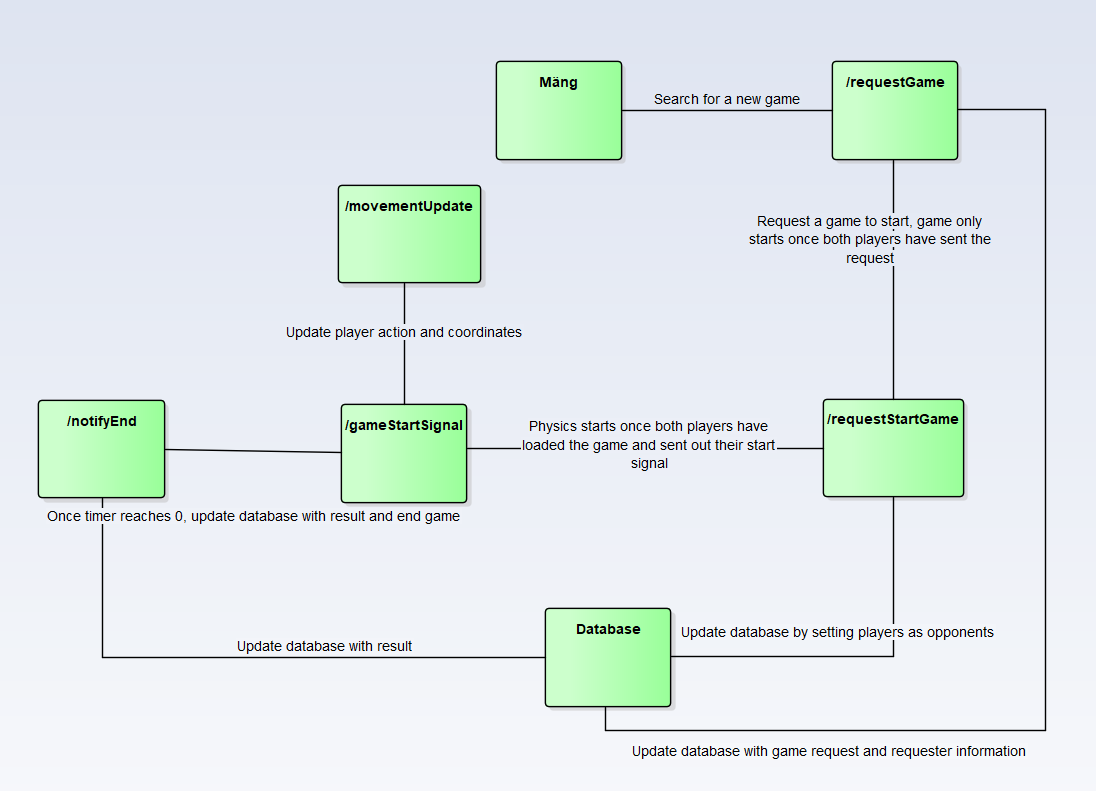 Mäng
Search for a new game
/requestGame
/movementUpdate
Request a game to start, game only
starts once both players have sent the
request
Update player action and coordinates
/notifyEnd
/gameStartSignal
Physics starts once both players have
loaded the game and sent out their start
signal
/requestStartGame
Once timer reaches 0, update database with result and end game
Database
Update database by setting players as opponents
Update database with result
Update database with game request and requester information